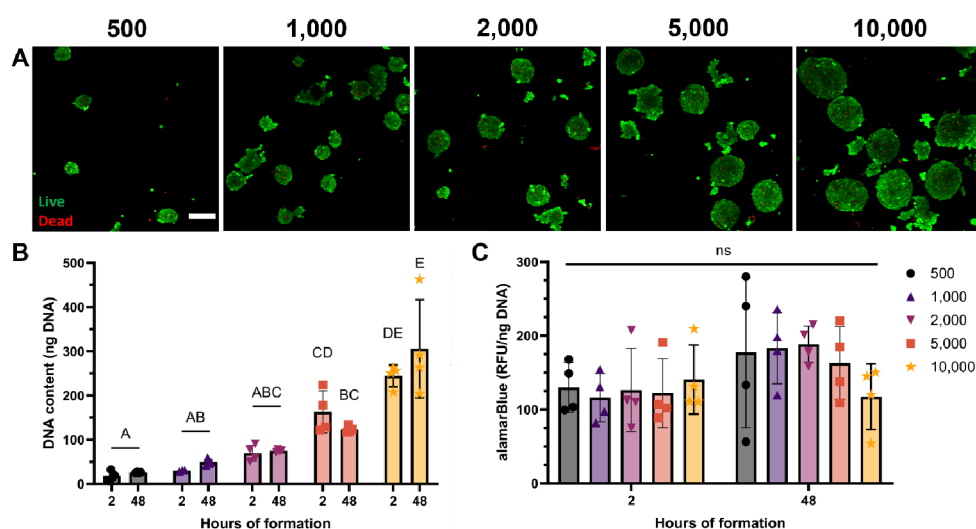 500 1,000 2,000 5,000 10,000
A
Live
Dead
B
DNA content (ng DNA)
500
400
300
200
100
0
A
AB
ABC
CD
BC
DE
E
2 48 2 48 2 48 2 48 2 48
Hours of formation
C
alamarBlue (RFU/ng DNA)
300
200
100
0
ns
2 48
Hours of formation
500
1,000
2,000
5,000
10,000